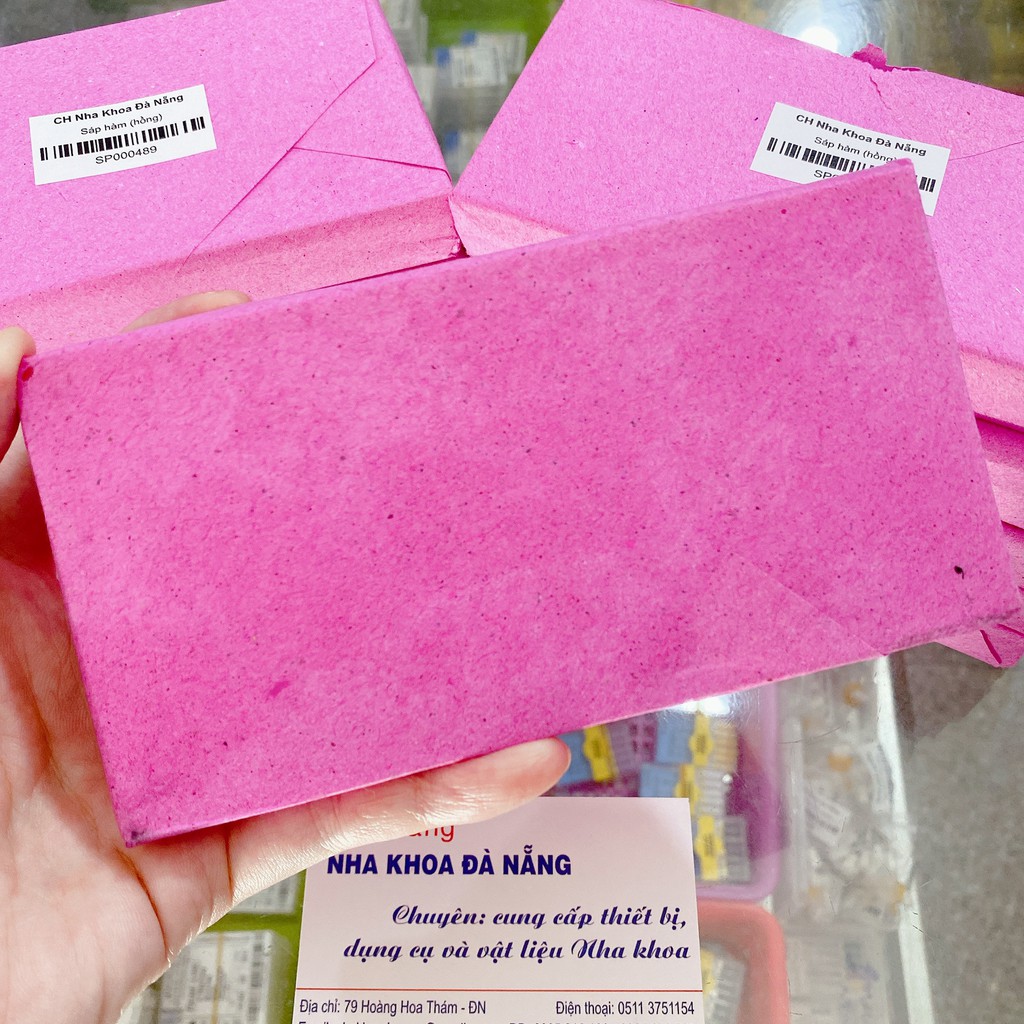 CH Nha Khoa Đà Nẵng
Sáp hàm (hồng)
SP000489
CH Nha Khoa Đà Nẵng
Sáp hàm (hồng)
NHA KHOA ĐÀ NẴNG
Chuyên: cung cấp thiết bị,
dụng cụ và vật liệu Nha khoa
Địa chỉ: 79 Hoàng Hoa Thám - ĐN
Điện thoại: 0511 3751154